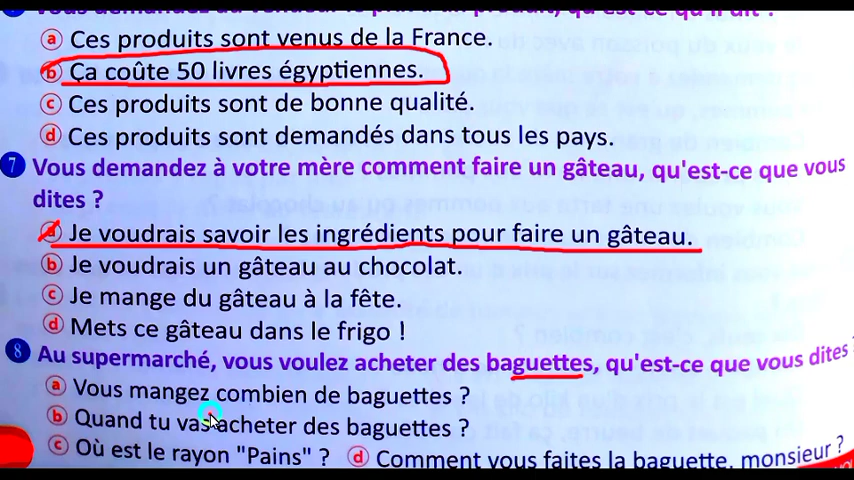 a Ces produits sont venus de la France.
b Ça coûte 50 livres égyptiennes.
c Ces produits sont de bonne qualité.
d Ces produits sont demandés dans tous les pays.
7 Vous demandez à votre mère comment faire un gâteau, qu'est-ce que vous
dites ?
a Je voudrais savoir les ingrédients pour faire un gâteau.
b Je voudrais un gâteau au chocolat.
c Je mange du gâteau à la fête.
d Mets ce gâteau dans le frigo !
8 Au supermarché, vous voulez acheter des baguettes, qu'est-ce que vous dites ?
a Vous mangez combien de baguettes ?
b Quand tu vas acheter des baguettes ?
c Où est le rayon "Pains" ? d Comment vous faites la baguette, monsieur ?